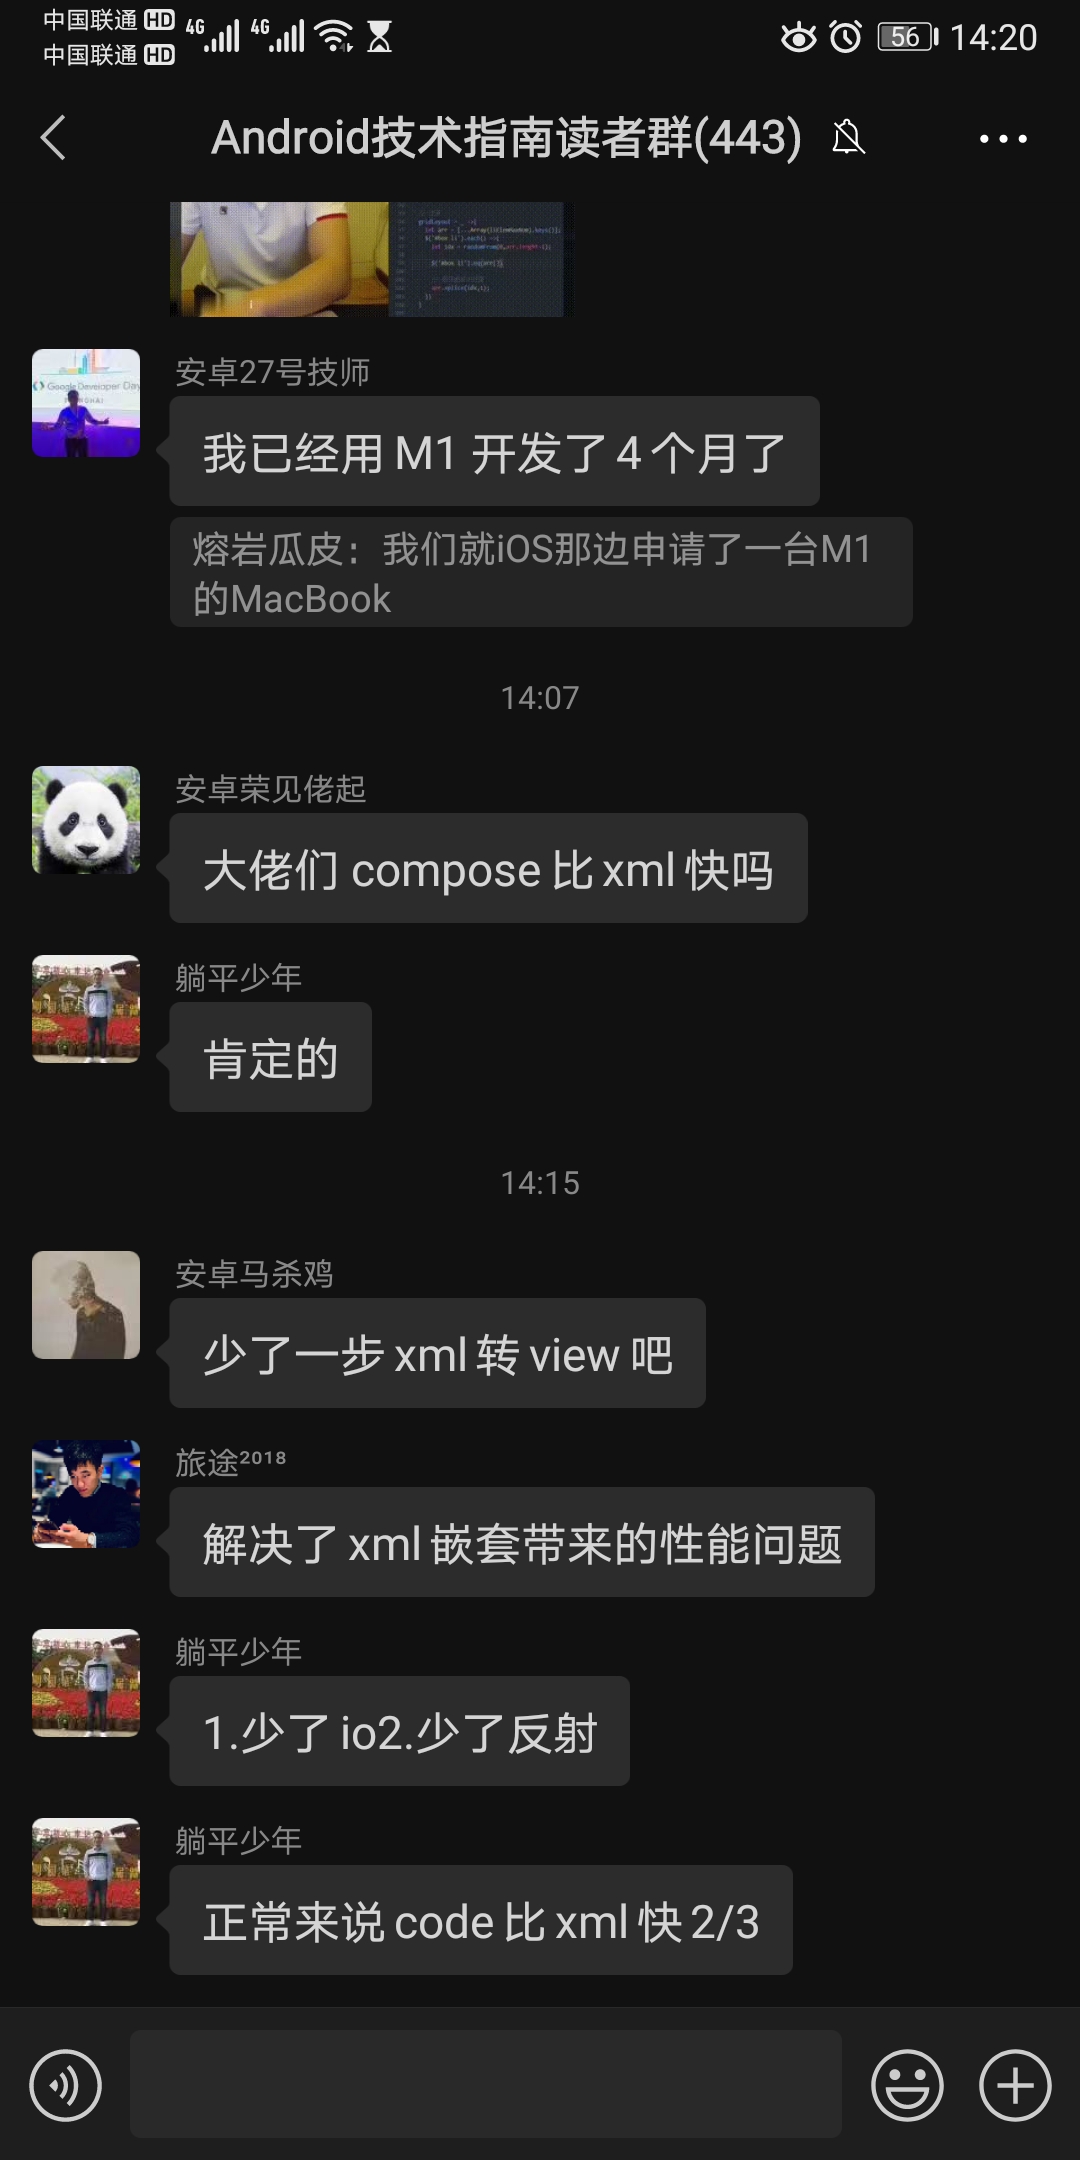 中国联通 HD 4G 4G 56 14:20
中国联通 HD
Android技术指南读者群(443)
安卓27号技师
Google Developer Day
我已经用 M1 开发了 4 个月了
熔岩瓜皮：我们就iOS那边申请了一台M1
的MacBook
14:07
安卓荣见佬起
大佬们 compose 比 xml 快吗
躺平少年
肯定的
14:15
安卓马杀鸡
少了一步 xml 转 view 吧
旅途²⁰¹⁸
解决了 xml 嵌套带来的性能问题
躺平少年
1.少了 io2.少了反射
躺平少年
正常来说 code 比 xml 快 2/3